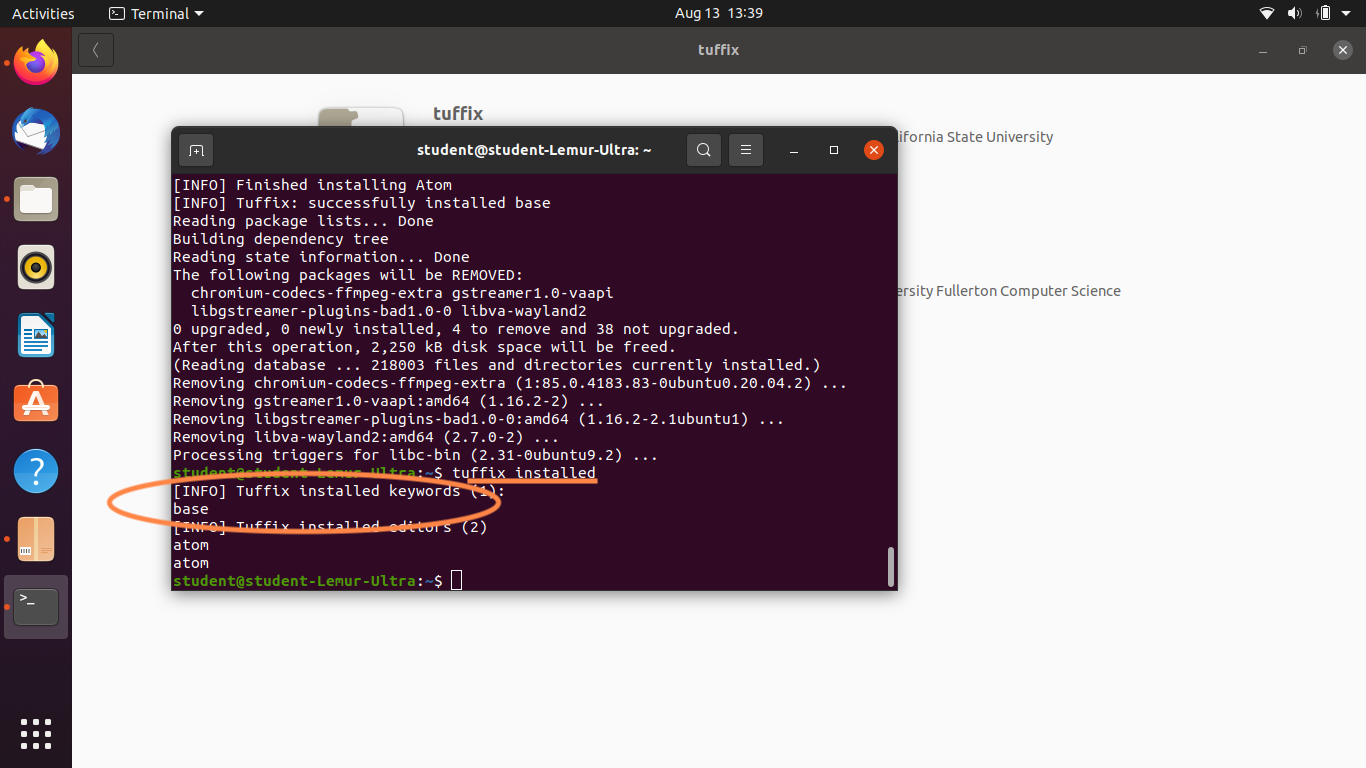 Activities
Terminal
Aug 13 13:39
tuffix
tuffix
ifornia State University
ersity Fullerton Computer Science
student@student-Lemur-Ultra: ~
[INFO] Finished installing Atom
[INFO] Tuffix: successfully installed base
Reading package lists... Done
Building dependency tree
Reading state information... Done
The following packages will be REMOVED:
  chromium-codecs-ffmpeg-extra gstreamer1.0-vaapi
  libgstreamer-plugins-bad1.0-0 libva-wayland2
0 upgraded, 0 newly installed, 4 to remove and 38 not upgraded.
After this operation, 2,250 kB disk space will be freed.
(Reading database ... 218003 files and directories currently installed.)
Removing chromium-codecs-ffmpeg-extra (1:85.0.4183.83-0ubuntu0.20.04.2) ...
Removing gstreamer1.0-vaapi:amd64 (1.16.2-2) ...
Removing libgstreamer-plugins-bad1.0-0:amd64 (1.16.2-2.1ubuntu1) ...
Removing libva-wayland2:amd64 (2.7.0-2) ...
Processing triggers for libc-bin (2.31-0ubuntu9.2) ...
student@student-Lemur-Ultra:~$ tuffix installed
[INFO] Tuffix installed keywords (1):
base
[INFO] Tuffix installed editors (2)
atom
atom
student@student-Lemur-Ultra:~$